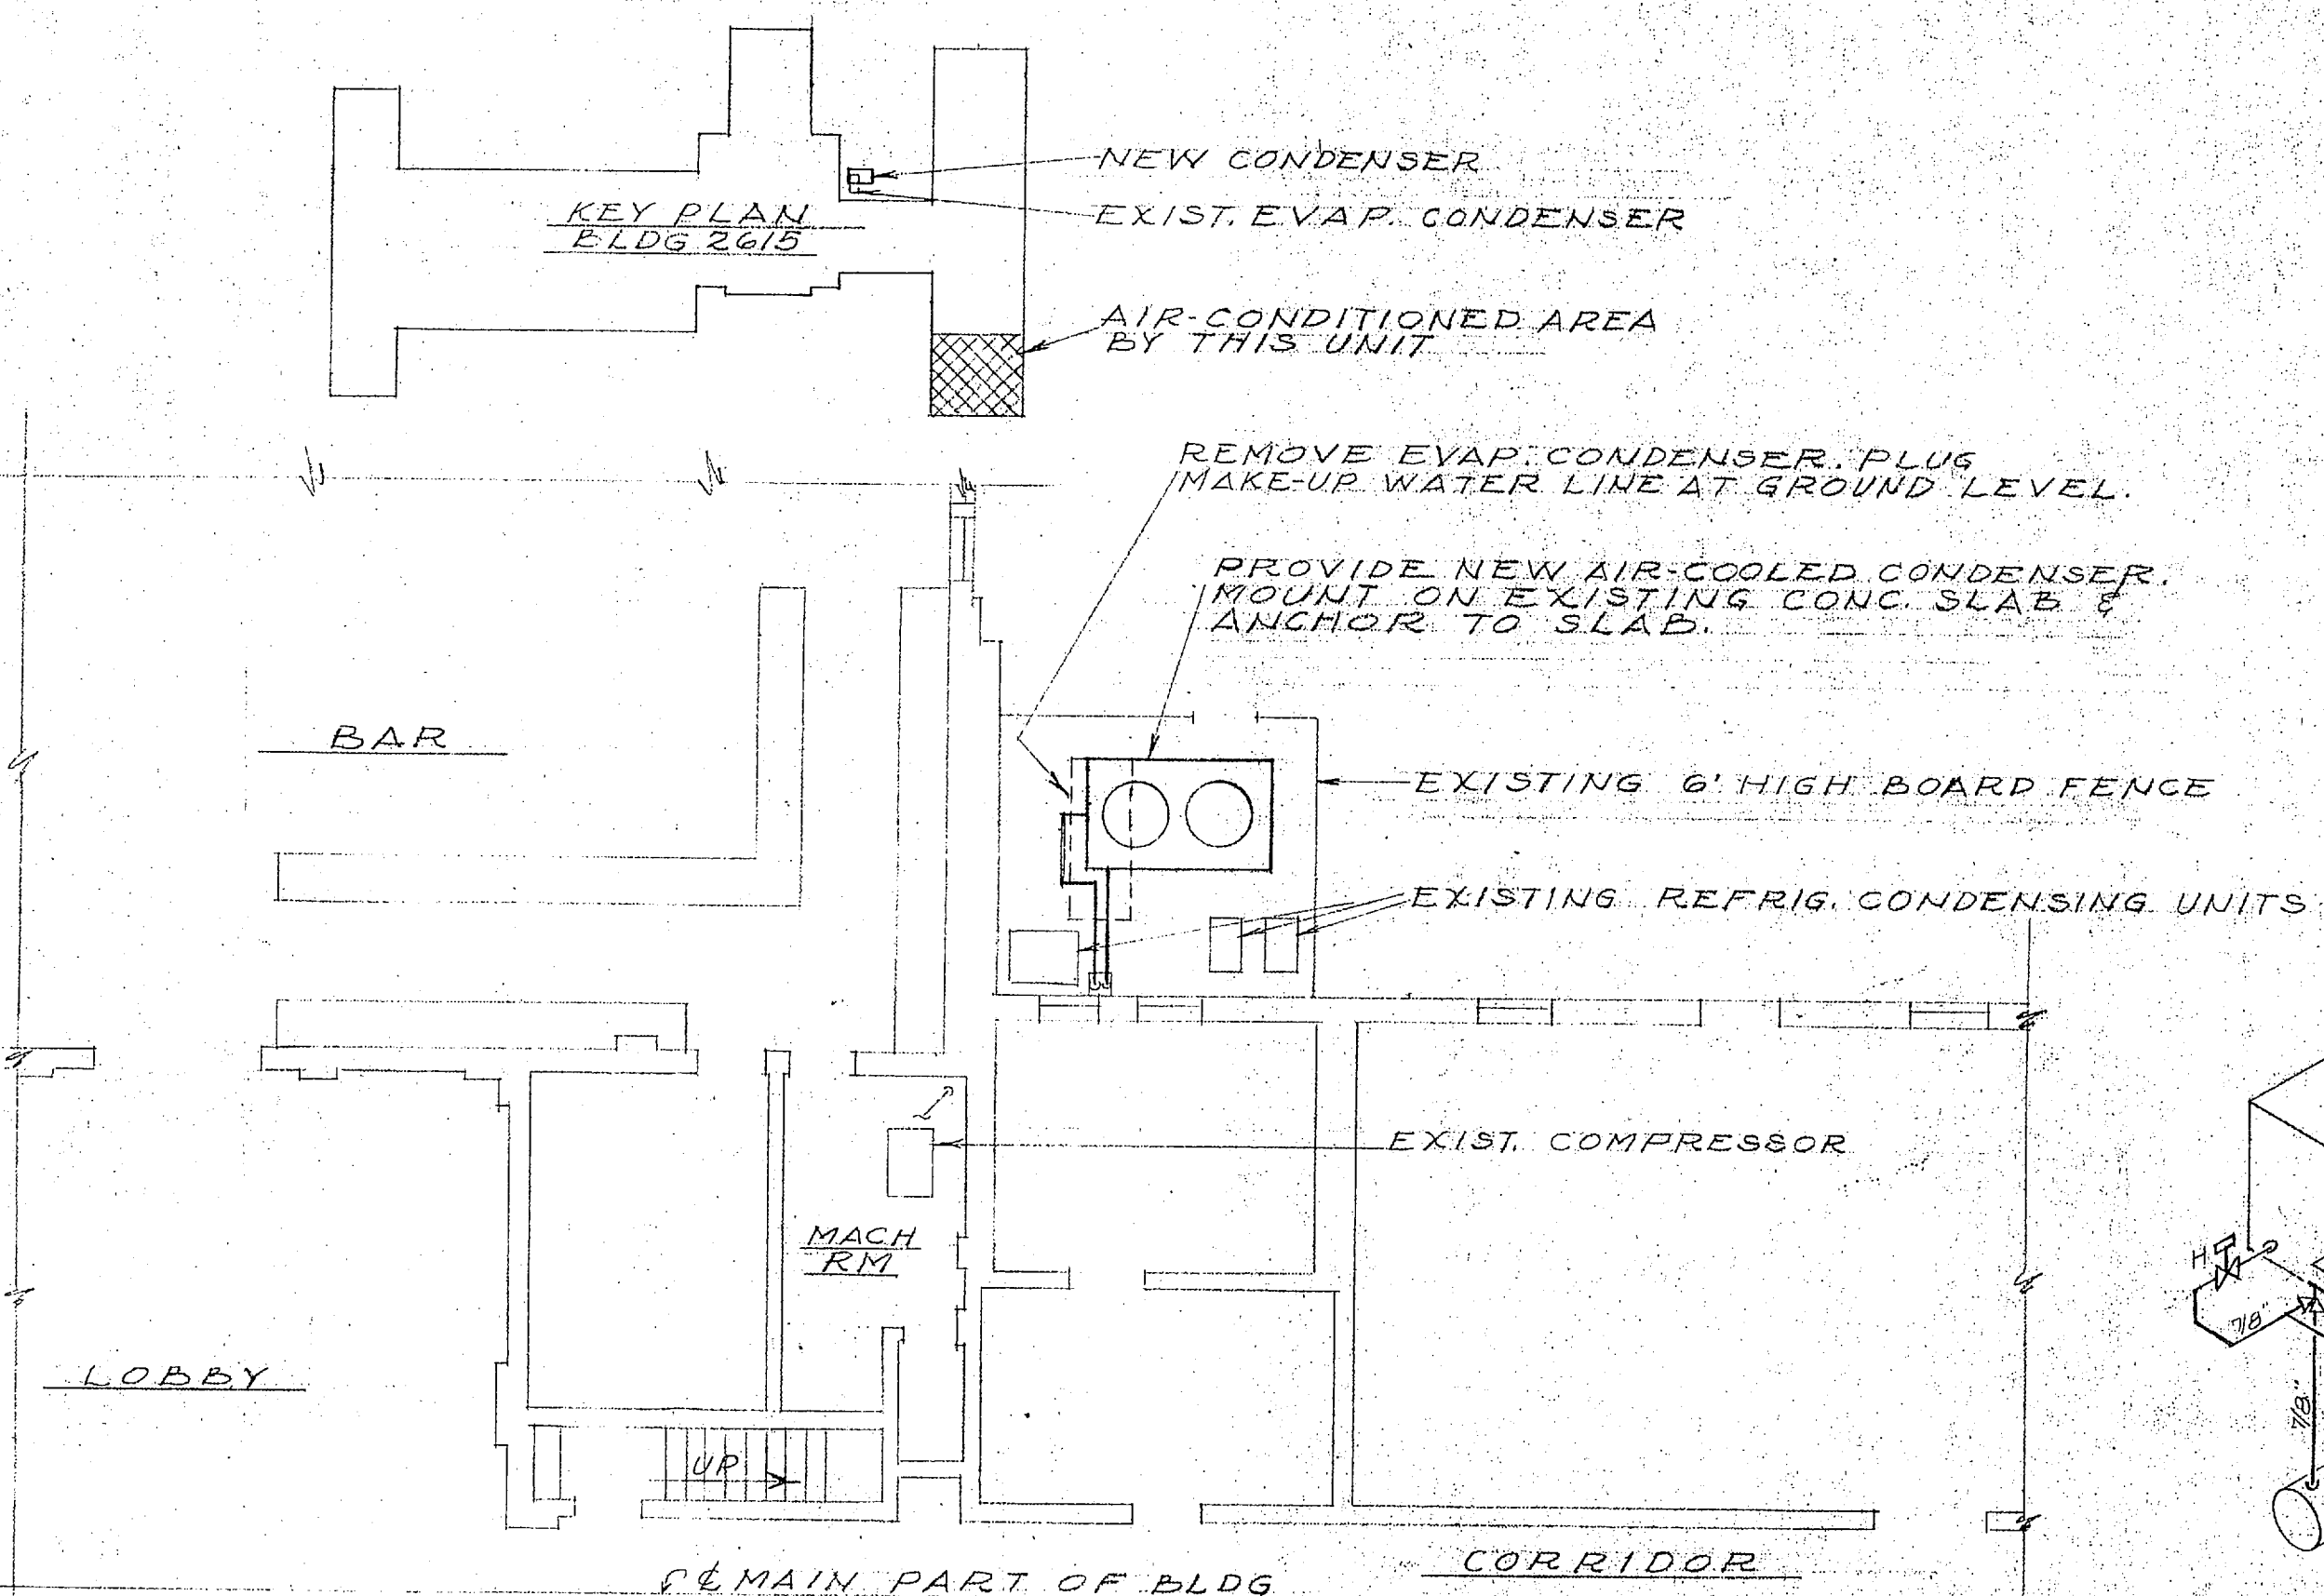 NEW CONDENSER
EXIST. EVAP. CONDENSER
KEY PLAN
BLDG 2615
AIR-CONDITIONED AREA
BY THIS UNIT
REMOVE EVAP. CONDENSER. PLUG
MAKE-UP WATER LINE AT GROUND LEVEL.
PROVIDE NEW AIR-COOLED CONDENSER.
MOUNT ON EXISTING CONC. SLAB &
ANCHOR TO SLAB.
BAR
EXISTING 6' HIGH BOARD FENCE
EXISTING REFRIG. CONDENSING UNITS
EXIST. COMPRESSOR
MACH
RM
H
7/8"
7/8"
LOBBY
UP
CORRIDOR
℄ MAIN PART OF BLDG